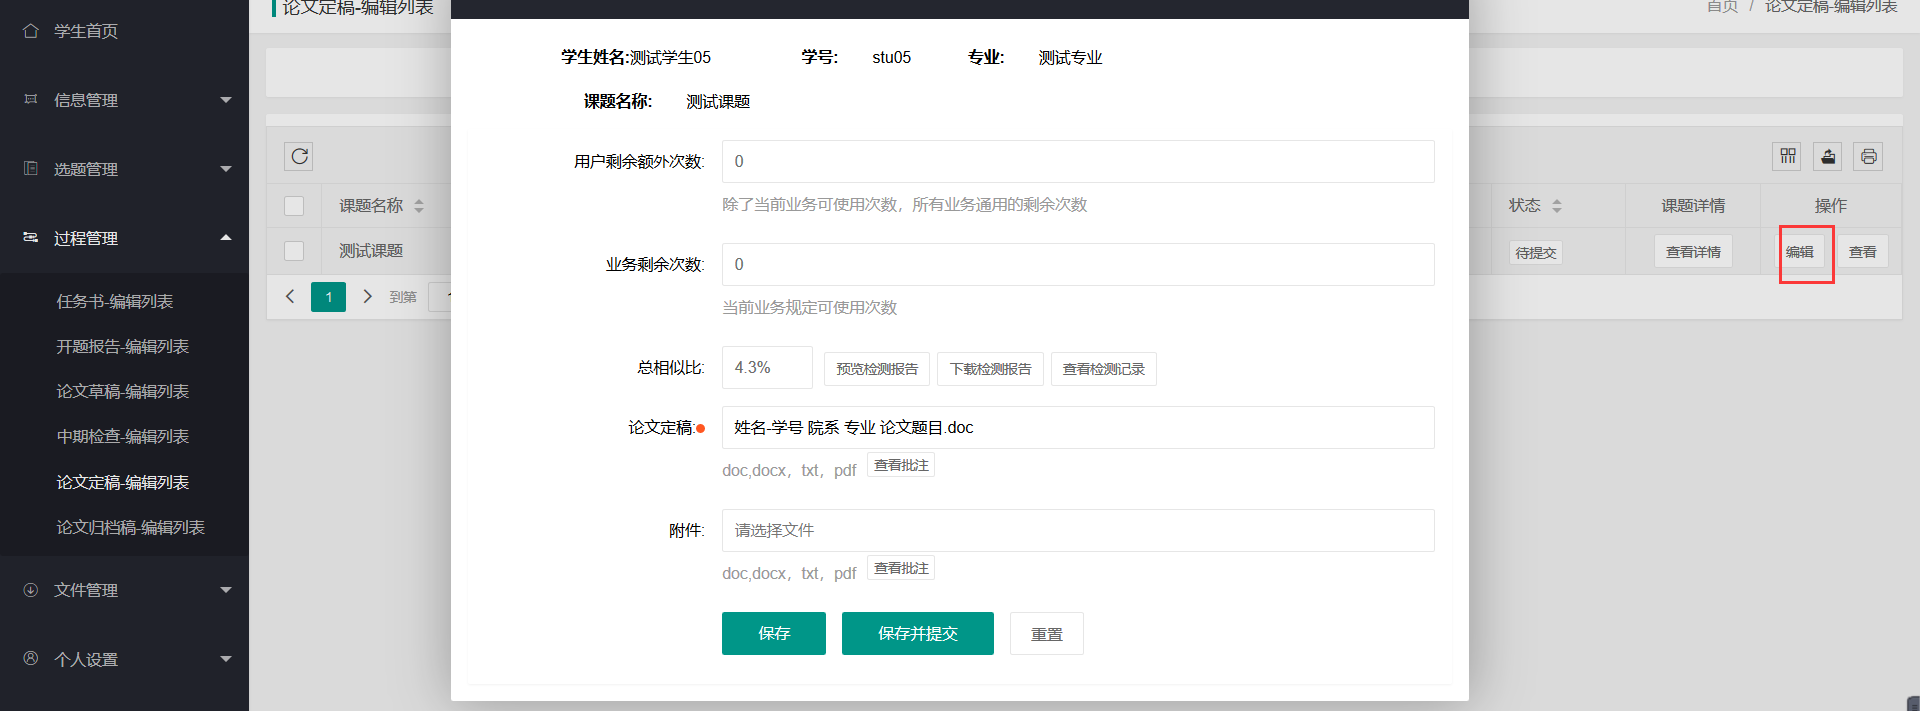 学生首页
信息管理
选题管理
过程管理
任务书-编辑列表
开题报告-编辑列表
论文草稿-编辑列表
中期检查-编辑列表
论文定稿-编辑列表
论文归档稿-编辑列表
文件管理
个人设置
论文定稿-编辑列表
首页 / 论文定稿-编辑列表
课题名称
测试课题
1 到第
状态 课题详情 操作
待提交 查看详情 编辑 查看
学生姓名:测试学生05 学号: stu05 专业: 测试专业
课题名称: 测试课题
用户剩余额外次数: 0
除了当前业务可使用次数，所有业务通用的剩余次数
业务剩余次数: 0
当前业务规定可使用次数
总相似比: 4.3% 预览检测报告 下载检测报告 查看检测记录
论文定稿: 姓名-学号 院系 专业 论文题目.doc
doc,docx，txt，pdf 查看批注
附件: 请选择文件
doc,docx，txt，pdf 查看批注
保存 保存并提交 重置